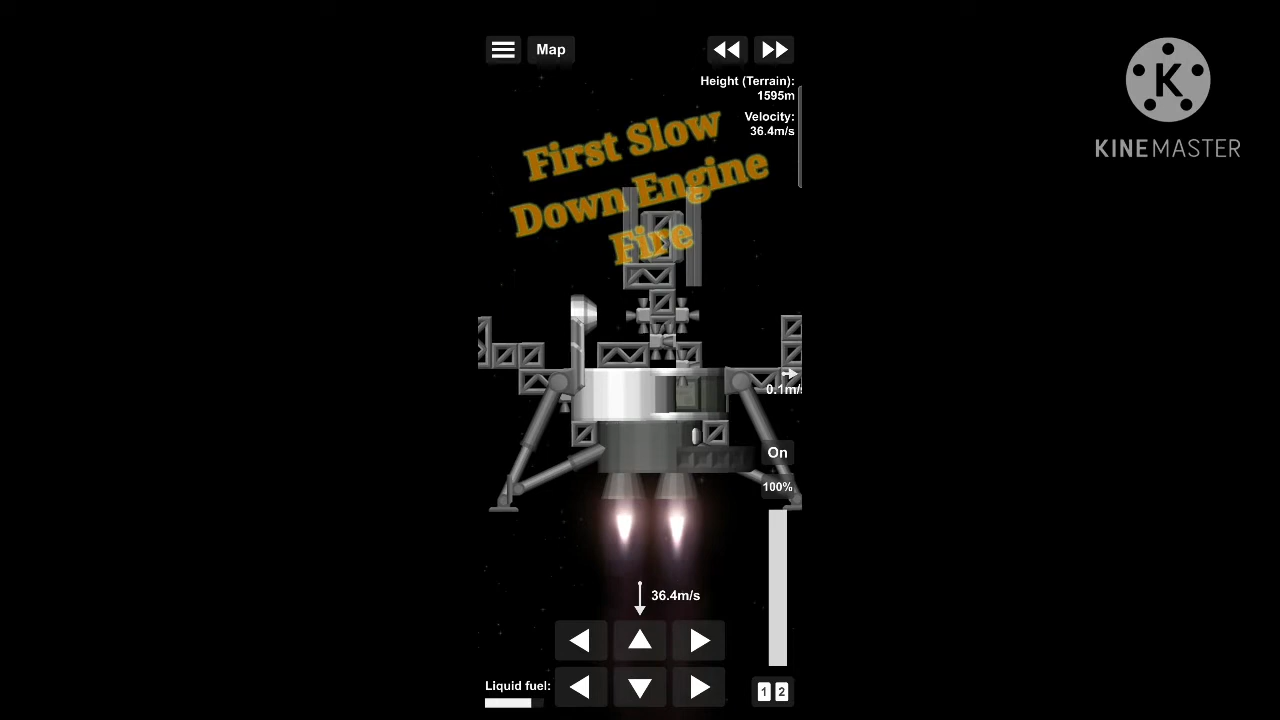 Map
Height (Terrain):
1595m
Velocity:
36.4m/s
First Slow
Down Engine
Fire
K
KINEMASTER
0.1m/s
On
100%
36.4m/s
Liquid fuel:
1 2